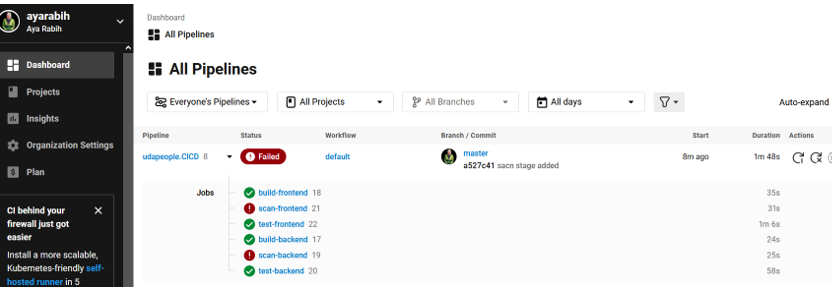 ayarabih
Aya Rabih
Dashboard
Projects
Insights
Organization Settings
Plan
CI behind your
firewall just got
easier
Install a more scalable,
Kubernetes-friendly self-
hosted runner in 5
Dashboard
All Pipelines
All Pipelines
Everyone's Pipelines
All Projects
All Branches
All days
Auto-expand
Pipeline Status Workflow Branch / Commit Start Duration Actions
udapeople.CICD 8 Failed default master 8m ago 1m 48s
a527c41 sacn stage added
Jobs build-frontend 18 35s
scan-frontend 21 31s
test-frontend 22 1m 6s
build-backend 17 24s
scan-backend 19 25s
test-backend 20 58s